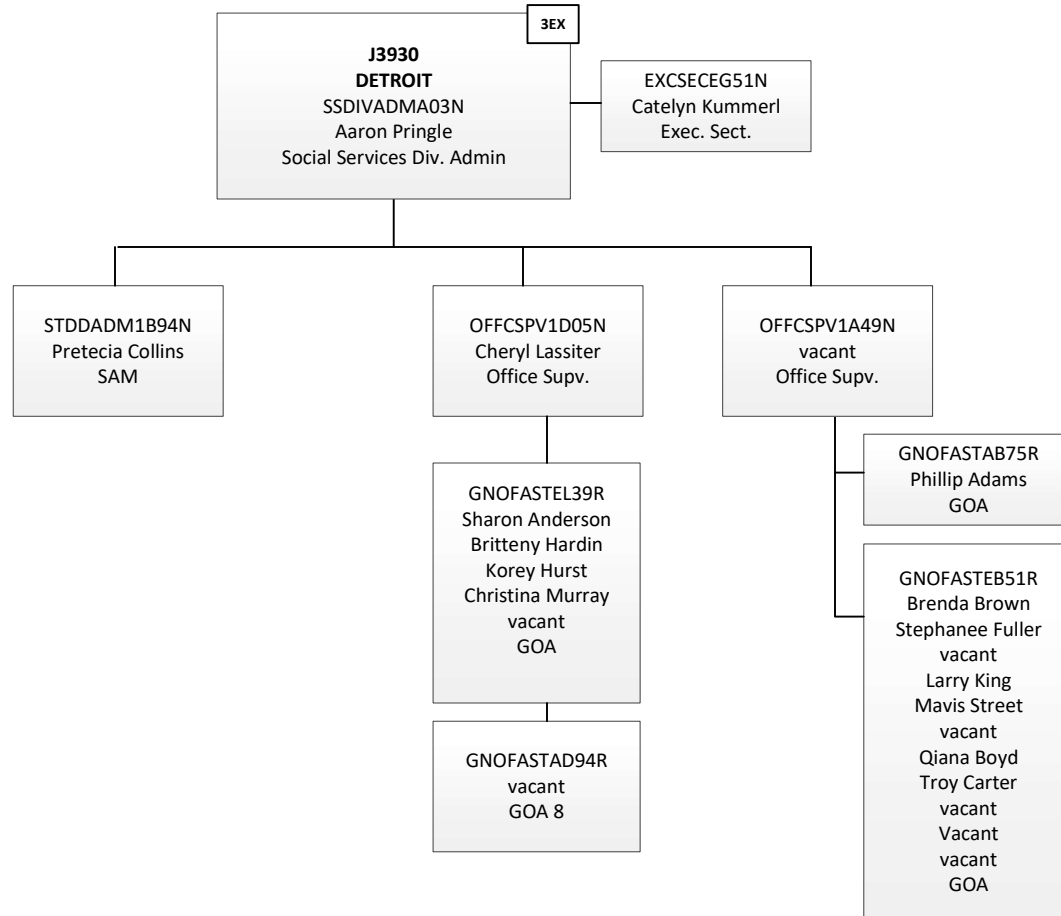 3EX
J3930
DETROIT
SSDIVADMA03N
Aaron Pringle
Social Services Div. Admin
EXCSECEG51N
Catelyn Kummerl
Exec. Sect.
STDDADM1B94N
Pretecia Collins
SAM
OFFCSPV1D05N
Cheryl Lassiter
Office Supv.
OFFCSPV1A49N
vacant
Office Supv.
GNOFASTEL39R
Sharon Anderson
Britteny Hardin
Korey Hurst
Christina Murray
vacant
GOA
GNOFASTAD94R
vacant
GOA 8
GNOFASTAB75R
Phillip Adams
GOA
GNOFASTEB51R
Brenda Brown
Stephanee Fuller
vacant
Larry King
Mavis Street
vacant
Qiana Boyd
Troy Carter
vacant
Vacant
vacant
GOA